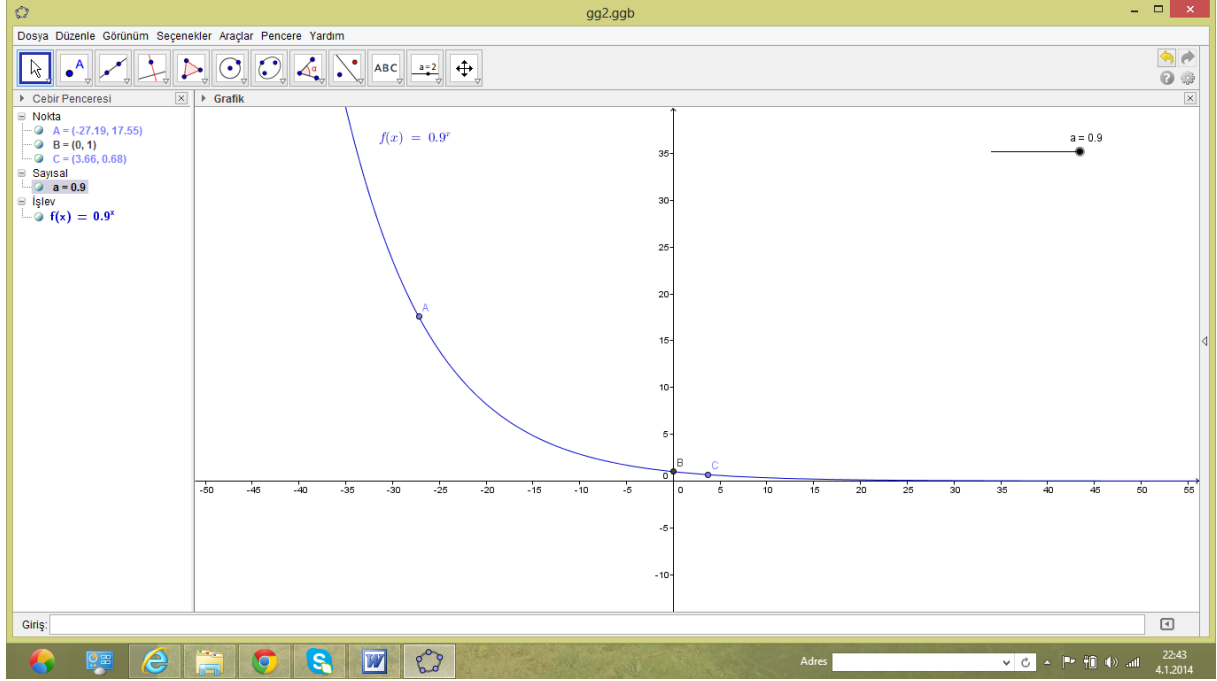 gg2.ggb
Dosya Düzenle Görünüm Seçenekler Araçlar Pencere Yardım
A
α
ABC
a=2
Cebir Penceresi
Grafik
Nokta
A = (-27.19, 17.55)
B = (0, 1)
C = (3.66, 0.68)
Sayısal
a = 0.9
İşlev
f(x) = 0.9ˣ
f(x) = 0.9ˣ
a = 0.9
35
30
25
20
15
10
5
0
-5
-10
A
B
C
-50 -45 -40 -35 -30 -25 -20 -15 -10 -5 0 5 10 15 20 25 30 35 40 45 50 55
Giriş:
Adres
22:43
4.1.2014